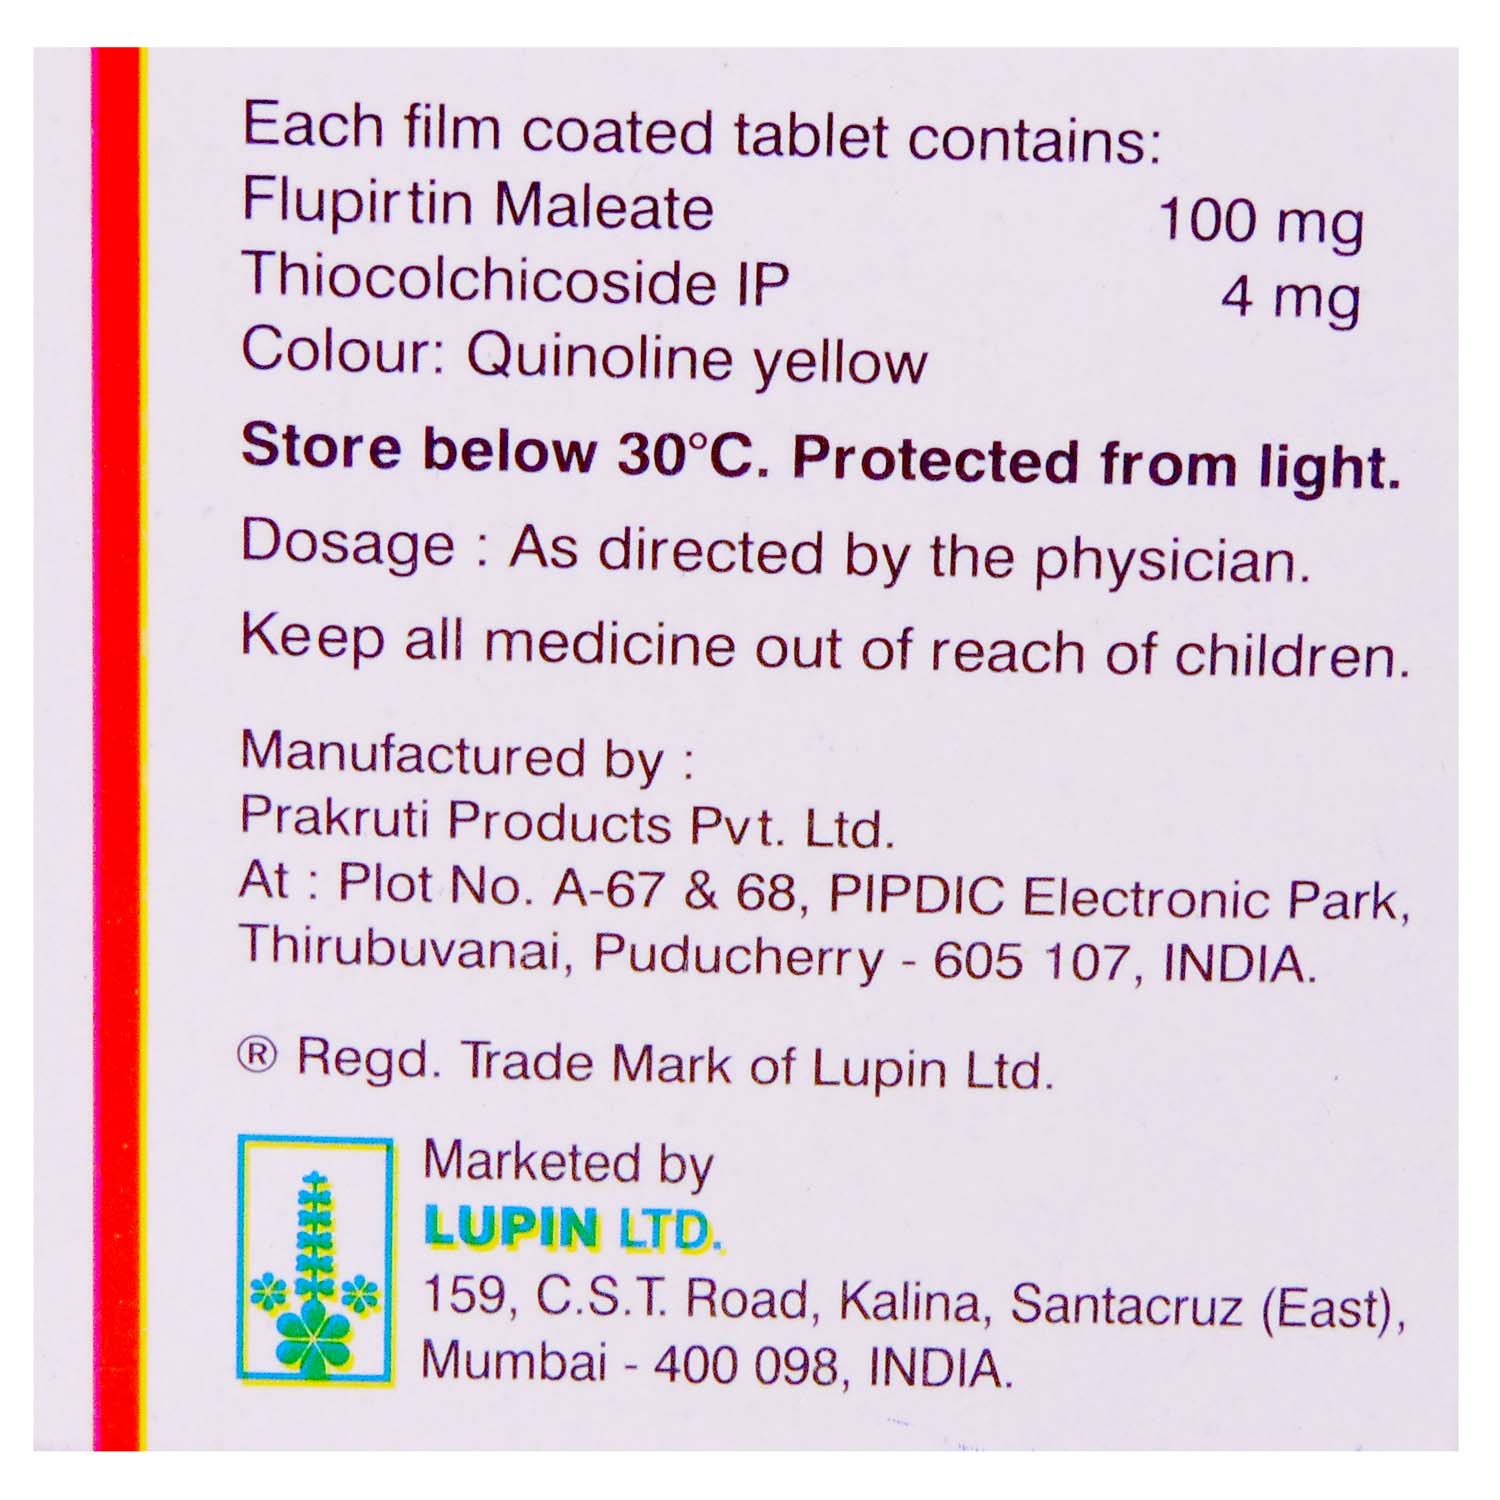 Each film coated tablet contains:
Flupirtin Maleate 100 mg
Thiocolchicoside IP 4 mg
Colour: Quinoline yellow
Store below 30°C. Protected from light.
Dosage : As directed by the physician.
Keep all medicine out of reach of children.
Manufactured by :
Prakruti Products Pvt. Ltd.
At : Plot No. A-67 & 68, PIPDIC Electronic Park,
Thirubuvanai, Puducherry - 605 107, INDIA.
® Regd. Trade Mark of Lupin Ltd.
Marketed by
LUPIN LTD.
159, C.S.T. Road, Kalina, Santacruz (East),
Mumbai - 400 098, INDIA.